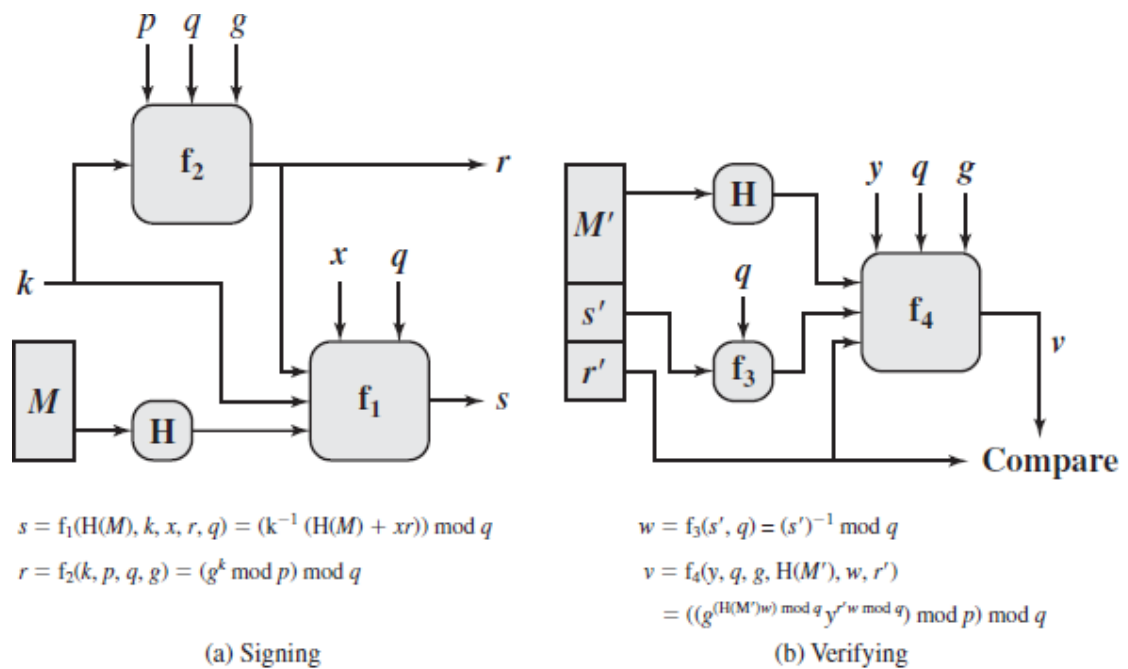 p q g
f₂
r
x q
k
M
H
f₁
s
s = f₁(H(M), k, x, r, q) = (k⁻¹ (H(M) + xr)) mod q
r = f₂(k, p, q, g) = (gᵏ mod p) mod q
(a) Signing
y q g
M′
H
q
s′
f₃
f₄
r′
v
Compare
w = f₃(s′, q) = (s′)⁻¹ mod q
v = f₄(y, q, g, H(M′), w, r′)
= ((g^(H(M′)w) mod q y^r′w mod q) mod p) mod q
(b) Verifying